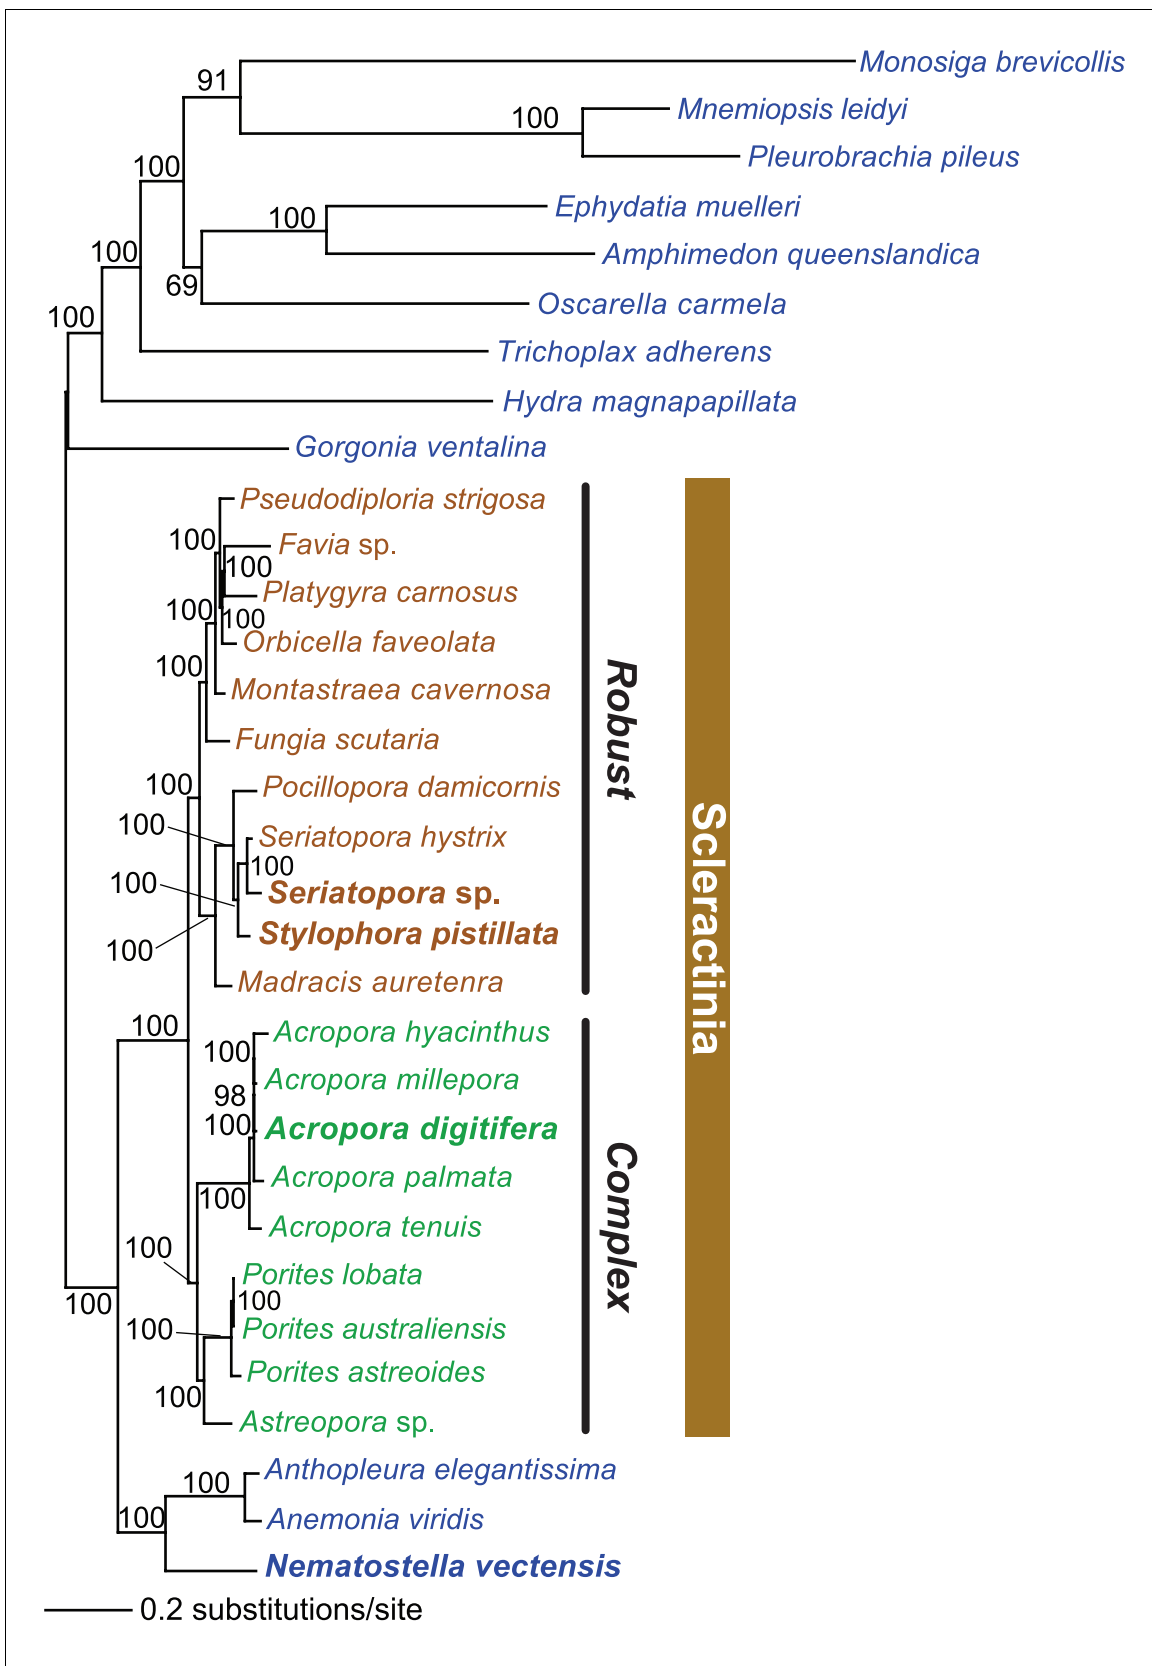 Monosiga brevicollis
91
Mnemiopsis leidyi
100
Pleurobrachia pileus
100
Ephydatia muelleri
100
Amphimedon queenslandica
100
69
Oscarella carmela
100
Trichoplax adherens
Hydra magnapapillata
Gorgonia ventalina
Pseudodiploria strigosa
100
Favia sp.
100
Platygyra carnosus
100
100
Orbicella faveolata
100
Montastraea cavernosa
Fungia scutaria
100
Pocillopora damicornis
100
Seriatopora hystrix
100
100
Seriatopora sp.
Stylophora pistillata
100
Madracis auretenra
Robust
Scleractinia
100
Acropora hyacinthus
100
Acropora millepora
98
100
Acropora digitifera
Acropora palmata
100
Acropora tenuis
100
Porites lobata
100
100
Porites australiensis
Porites astreoides
100
Astreopora sp.
Complex
100
Anthopleura elegantissima
100
Anemonia viridis
100
Nematostella vectensis
0.2 substitutions/site